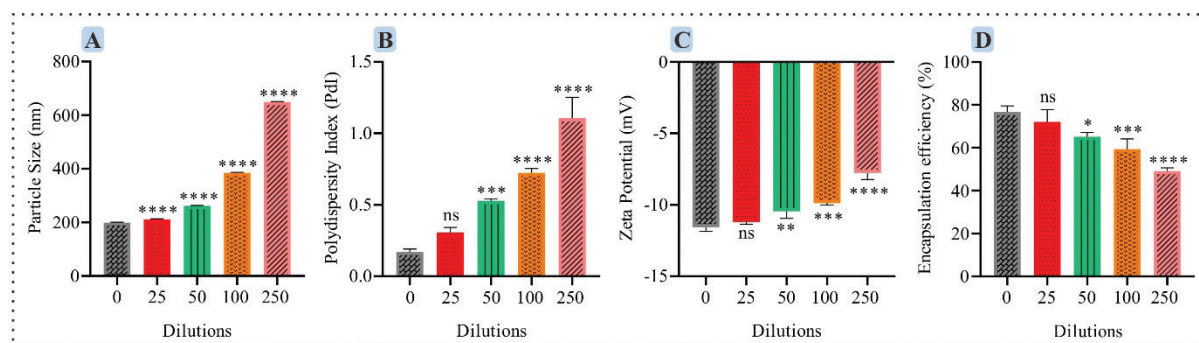 A
Particle Size (nm)
800
600
400
200
0
****
****
****
****
0 25 50 100 250
Dilutions
B
Polydispersity Index (PdI)
1.5
1.0
0.5
0.0
ns
***
****
****
0 25 50 100 250
Dilutions
C
Zeta Potential (mV)
0
-5
-10
-15
ns
**
***
****
0 25 50 100 250
Dilutions
D
Encapsulation efficiency (%)
100
80
60
40
20
0
ns
*
***
****
0 25 50 100 250
Dilutions